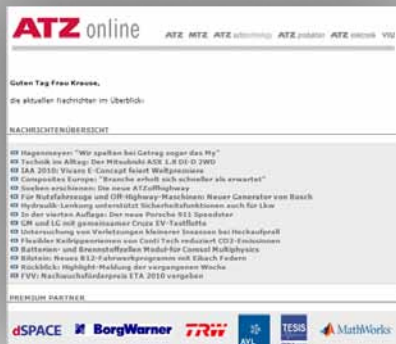 ATZ online
ATZ MTZ ATZ autotechnology ATZ produktion ATZ elektronik
Guten Tag Frau Krause,
die aktuellen Nachrichten im Überblick:
NACHRICHTENÜBERSICHT
Hagenmeyer: "Wir spalten bei Getrag sogar das My"
Technik im Alltag: Der Mitsubishi ASX 1.8 DI-D 2WD
IAA 2010: Vivaro E-Concept feiert Weltpremiere
Composites Europe: "Branche erholt sich schneller als erwartet"
Soeben erschienen: Die neue ATZoffhighway
Für Nutzfahrzeuge und Off-Highway-Maschinen: Neuer Generator von Bosch
Hydraulik-Lenkung unterstützt Sicherheitsfunktionen auch für Lkw
In der vierten Auflage: Der neue Porsche 911 Speedster
GM und LG mit gemeinsamer Cruze EV-Testflotte
Untersuchung von Verletzungen kleinerer Insassen bei Heckaufprall
Flexibler Keilrippenriemen von Conti Tech reduziert CO2-Emissionen
Batterien- und Brennstoffzellen Modul für Comsol Multiphysics
Bilstein: Neues B12-Fahrwerkprogramm mit Eibach Federn
Rückblick: Highlight-Meldung der vergangenen Woche
FVV: Nachwuchsförderpreis ETA 2010 vergeben
PREMIUM PARTNER
dSPACE BorgWarner TRW AVL TESIS MathWorks